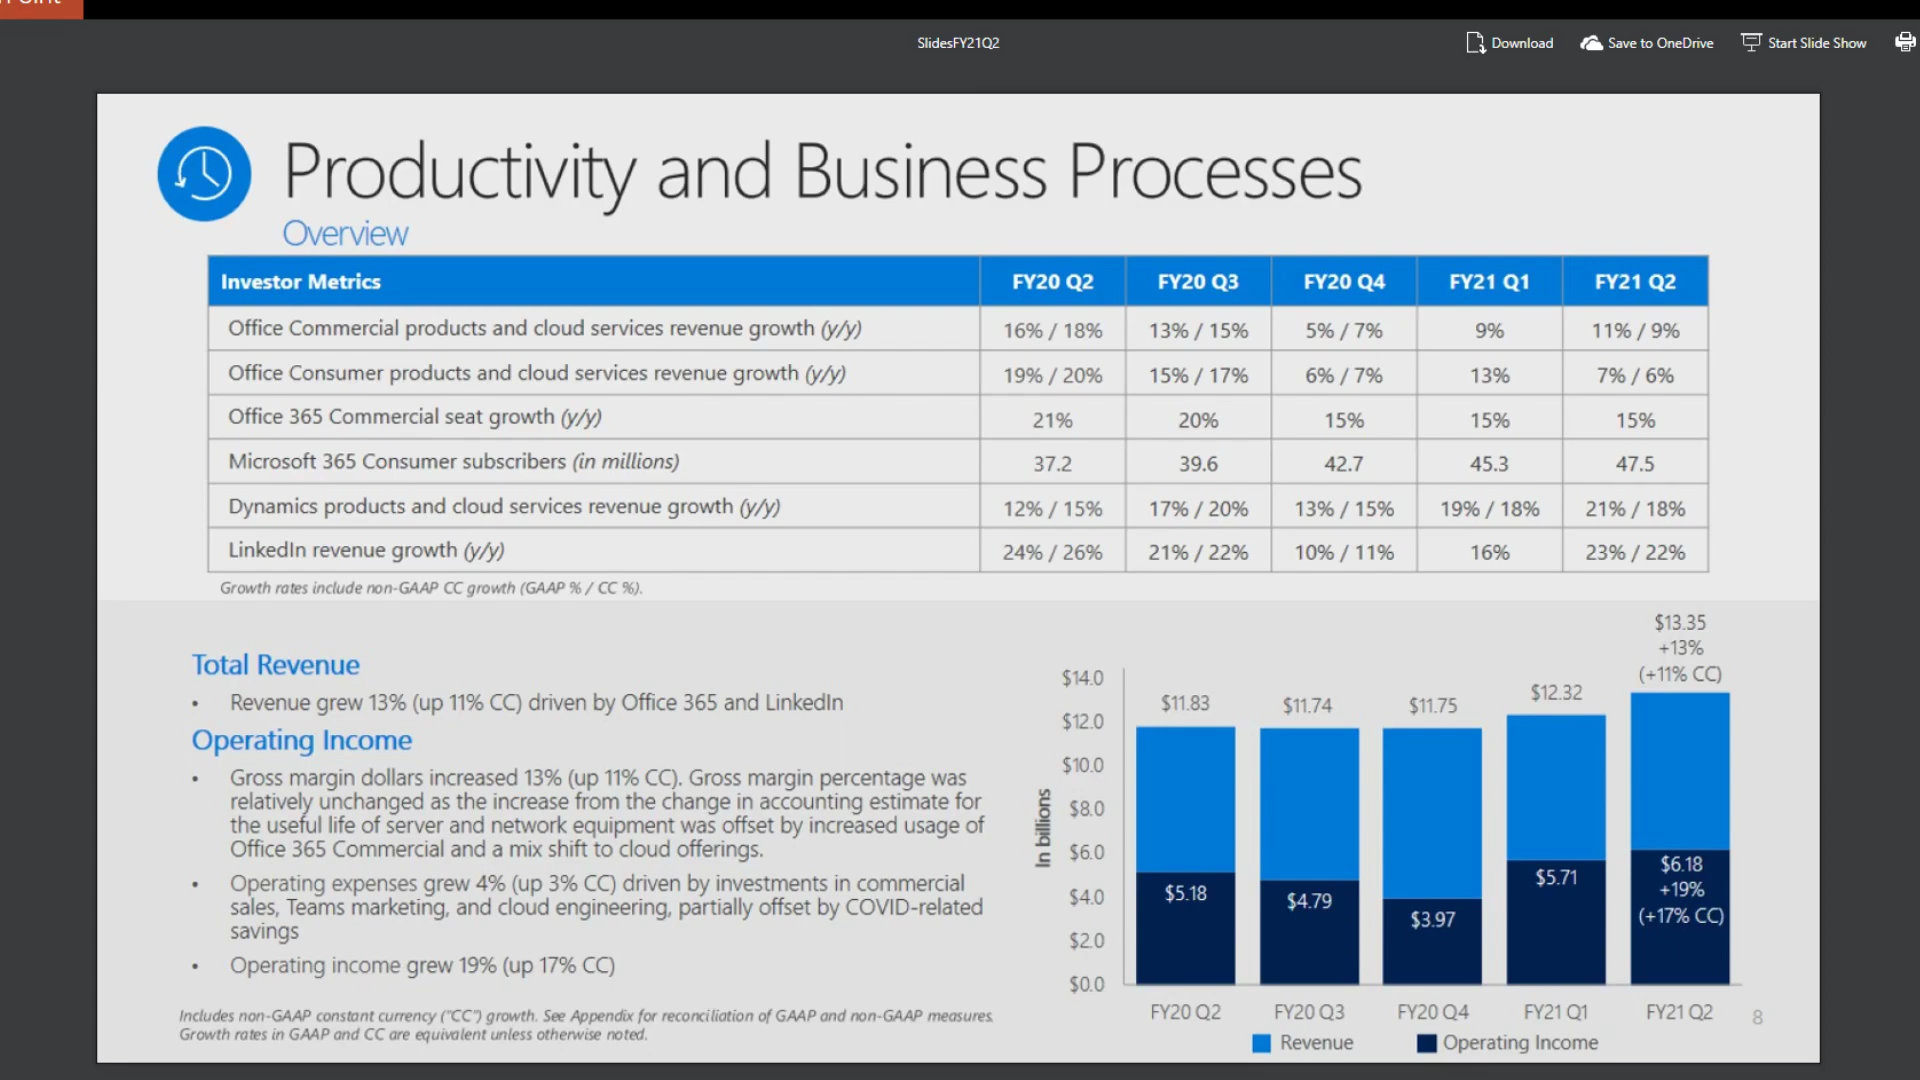 SlidesFY21Q2
Download
Save to OneDrive
Start Slide Show
Productivity and Business Processes
Overview
Investor Metrics FY20 Q2 FY20 Q3 FY20 Q4 FY21 Q1 FY21 Q2
Office Commercial products and cloud services revenue growth (y/y) 16% / 18% 13% / 15% 5% / 7% 9% 11% / 9%
Office Consumer products and cloud services revenue growth (y/y) 19% / 20% 15% / 17% 6% / 7% 13% 7% / 6%
Office 365 Commercial seat growth (y/y) 21% 20% 15% 15% 15%
Microsoft 365 Consumer subscribers (in millions) 37.2 39.6 42.7 45.3 47.5
Dynamics products and cloud services revenue growth (y/y) 12% / 15% 17% / 20% 13% / 15% 19% / 18% 21% / 18%
LinkedIn revenue growth (y/y) 24% / 26% 21% / 22% 10% / 11% 16% 23% / 22%
Growth rates include non-GAAP CC growth (GAAP % / CC %).
Total Revenue
• Revenue grew 13% (up 11% CC) driven by Office 365 and LinkedIn
Operating Income
• Gross margin dollars increased 13% (up 11% CC). Gross margin percentage was
relatively unchanged as the increase from the change in accounting estimate for
the useful life of server and network equipment was offset by increased usage of
Office 365 Commercial and a mix shift to cloud offerings.
• Operating expenses grew 4% (up 3% CC) driven by investments in commercial
sales, Teams marketing, and cloud engineering, partially offset by COVID-related
savings
• Operating income grew 19% (up 17% CC)
Includes non-GAAP constant currency ("CC") growth. See Appendix for reconciliation of GAAP and non-GAAP measures.
Growth rates in GAAP and CC are equivalent unless otherwise noted.
In billions
$14.0
$12.0
$10.0
$8.0
$6.0
$4.0
$2.0
$0.0
$11.83
$11.74
$11.75
$12.32
$13.35
+13%
(+11% CC)
$5.18
$4.79
$3.97
$5.71
$6.18
+19%
(+17% CC)
FY20 Q2 FY20 Q3 FY20 Q4 FY21 Q1 FY21 Q2
Revenue Operating Income
8